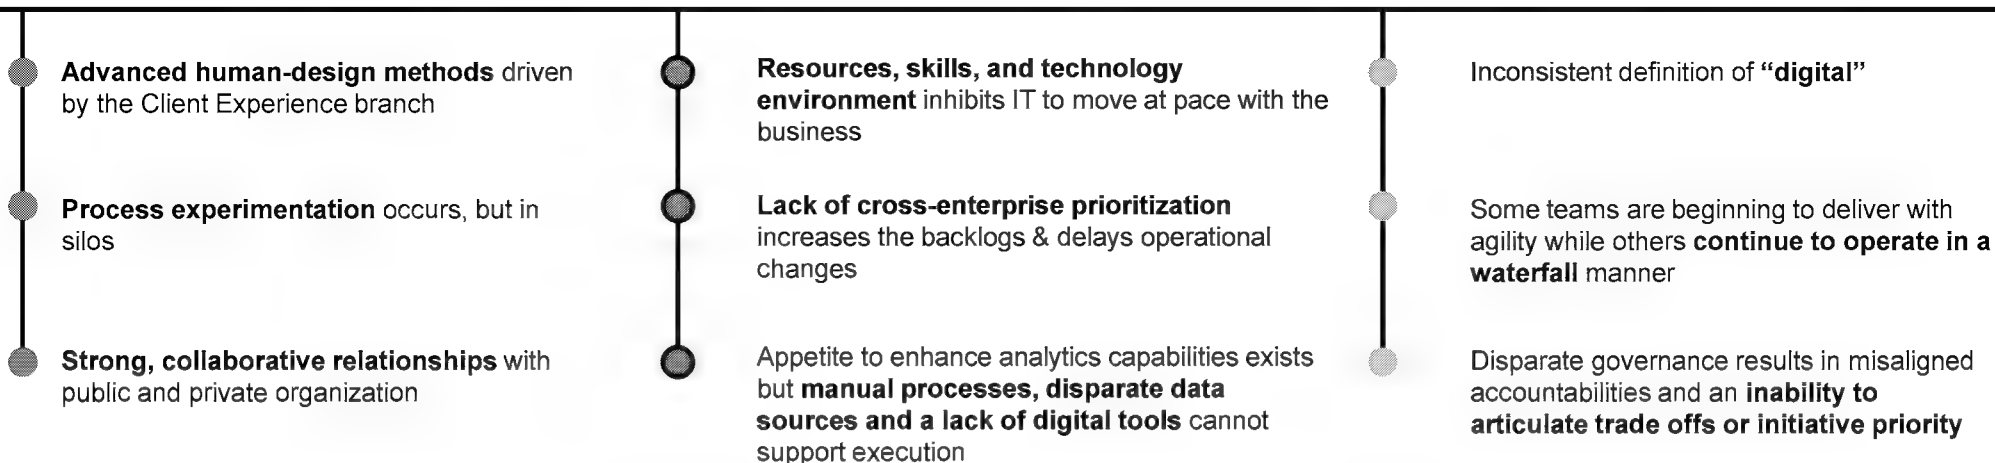 Advanced human-design methods driven
by the Client Experience branch
Process experimentation occurs, but in
silos
Strong, collaborative relationships with
public and private organization
Resources, skills, and technology
environment inhibits IT to move at pace with the
business
Lack of cross-enterprise prioritization
increases the backlogs & delays operational
changes
Appetite to enhance analytics capabilities exists
but manual processes, disparate data
sources and a lack of digital tools cannot
support execution
Inconsistent definition of “digital”
Some teams are beginning to deliver with
agility while others continue to operate in a
waterfall manner
Disparate governance results in misaligned
accountabilities and an inability to
articulate trade offs or initiative priority